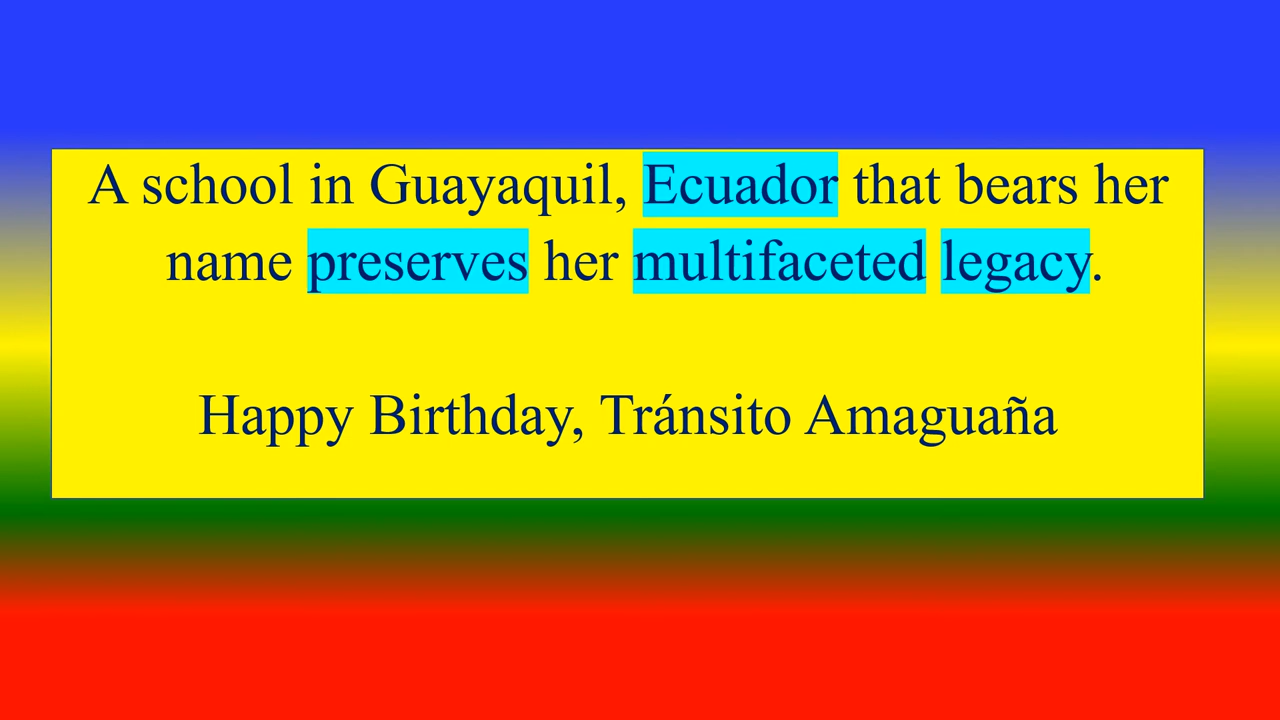 A school in Guayaquil, Ecuador that bears her
name preserves her multifaceted legacy.
Happy Birthday, Tránsito Amaguaña